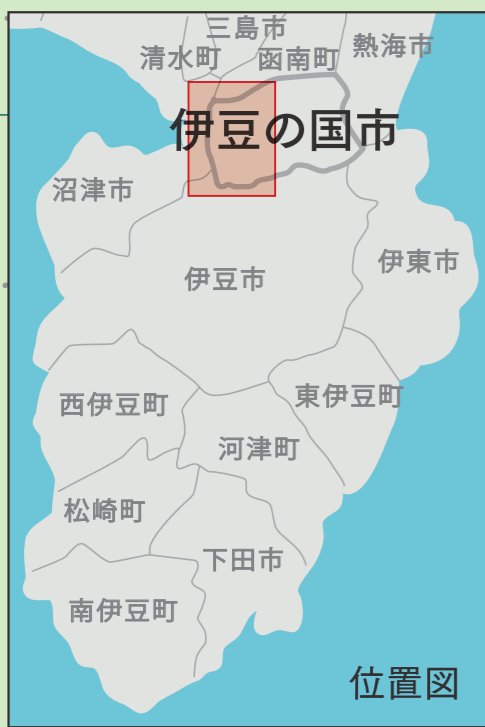 三島市
清水町
函南町
熱海市
伊豆の国市
沼津市
伊東市
伊豆市
西伊豆町
東伊豆町
河津町
松崎町
下田市
南伊豆町
位置図